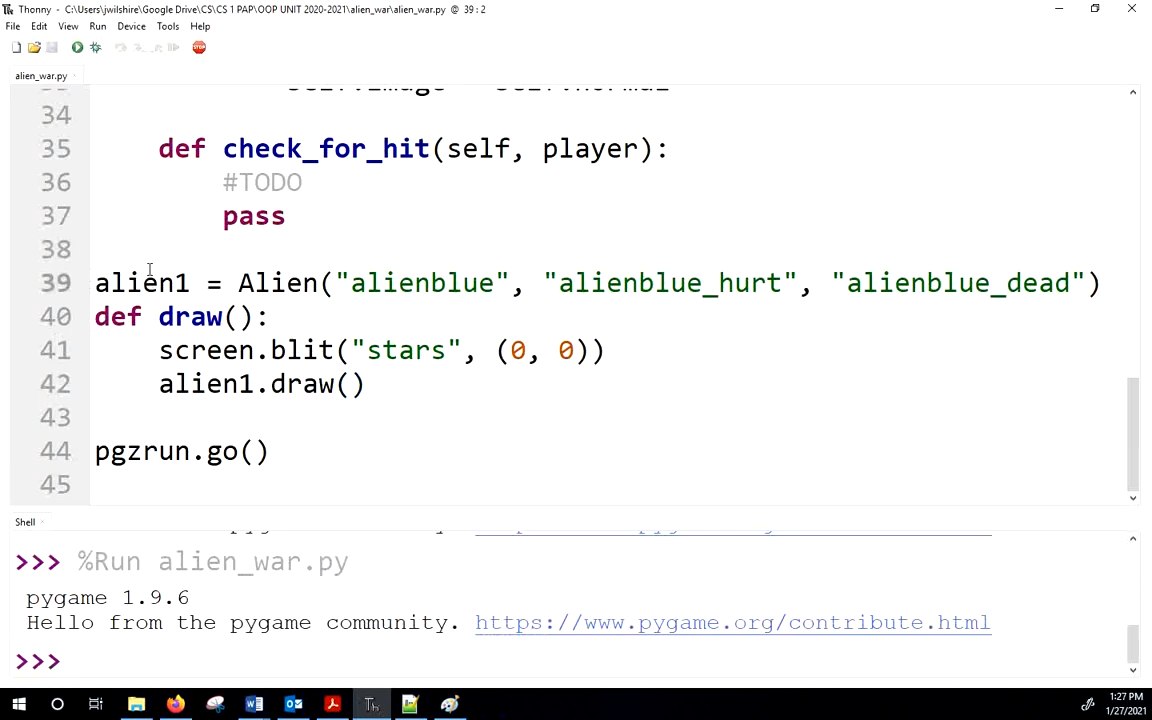 Thonny - C:\Users\jwilshire\Google Drive\CS\CS 1 PAP\OOP UNIT 2020-2021\alien_war\alien_war.py @ 39 : 2
File Edit View Run Device Tools Help
STOP
alien_war.py
34
35 def check_for_hit(self, player):
36 #TODO
37 pass
38
39 alien1 = Alien("alienblue", "alienblue_hurt", "alienblue_dead")
40 def draw():
41 screen.blit("stars", (0, 0))
42 alien1.draw()
43
44 pgzrun.go()
45
Shell
>>> %Run alien_war.py
pygame 1.9.6
Hello from the pygame community. https://www.pygame.org/contribute.html
>>>
1:27 PM
1/27/2021